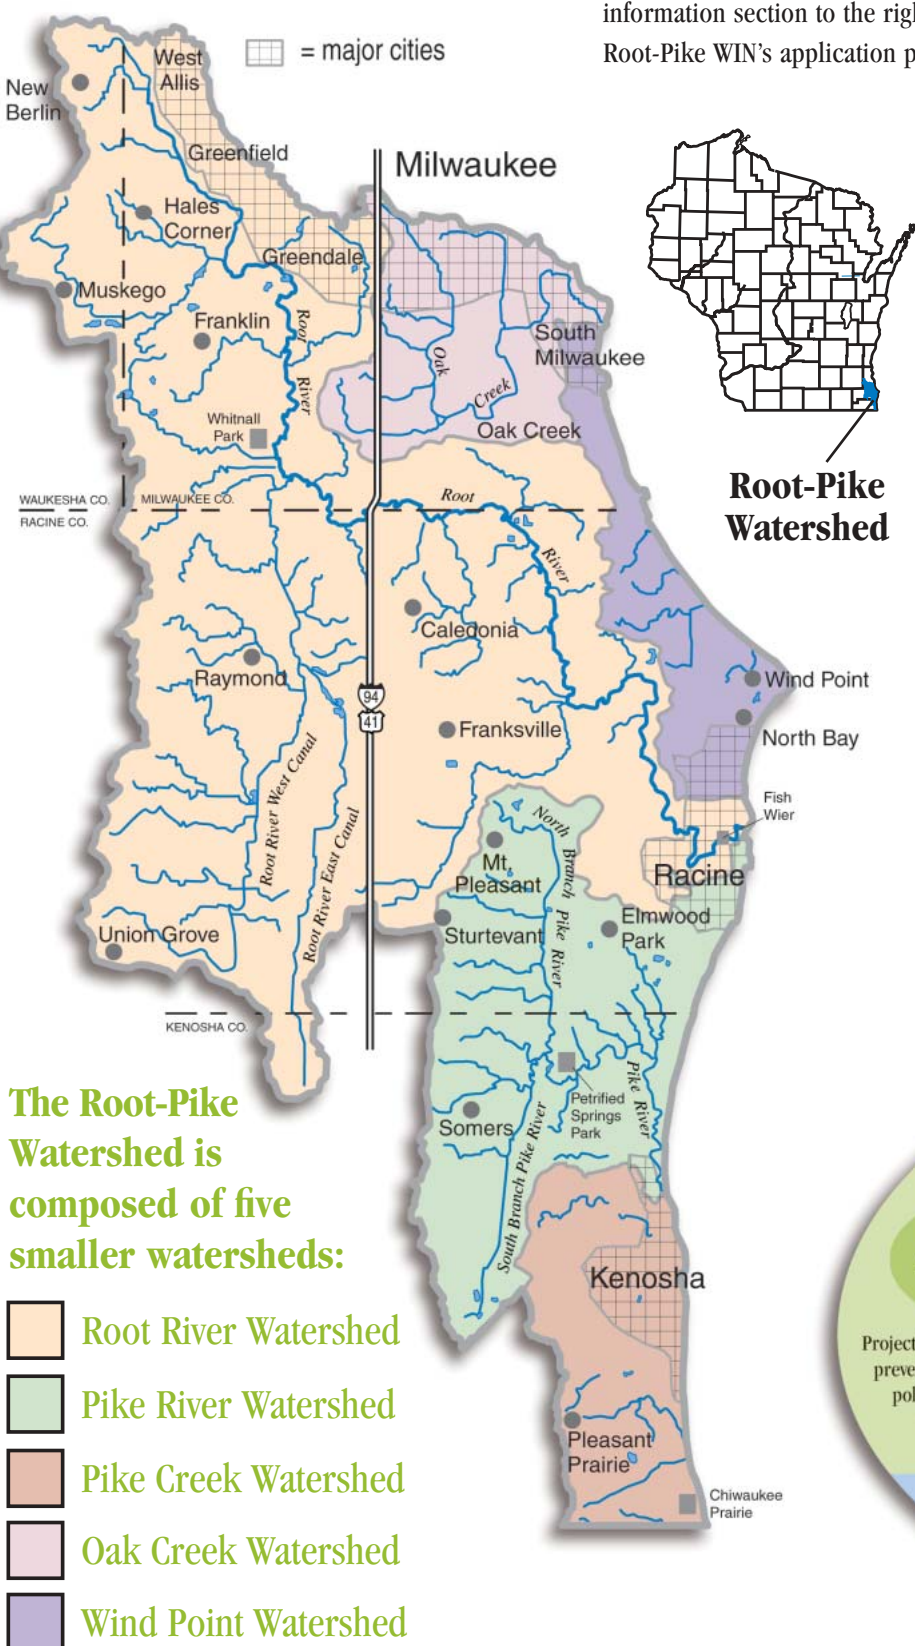 information section to the righ
Root-Pike WIN's application p
= major cities
West
Allis
New
Berlin
Greenfield
Milwaukee
Hales
Corner
Greendale
Muskego
Franklin
Root
River
Oak
Creek
South
Milwaukee
Whitnall
Park
Oak Creek
Root-Pike
Watershed
WAUKESHA CO.
MILWAUKEE CO.
RACINE CO.
Root
River
Caledonia
Raymond
94
41
Wind Point
Franksville
North Bay
Root River West Canal
Root River East Canal
Fish
Wier
North Branch Pike River
Mt.
Pleasant
Racine
Elmwood
Park
Sturtevant
Union Grove
KENOSHA CO.
Petrified
Springs
Park
Pike River
Somers
South Branch Pike River
The Root-Pike
Watershed is
composed of five
smaller watersheds:
Kenosha
Root River Watershed
Pike River Watershed
Pike Creek Watershed
Oak Creek Watershed
Wind Point Watershed
Pleasant
Prairie
Chiwaukee
Prairie
Project
preve
pol